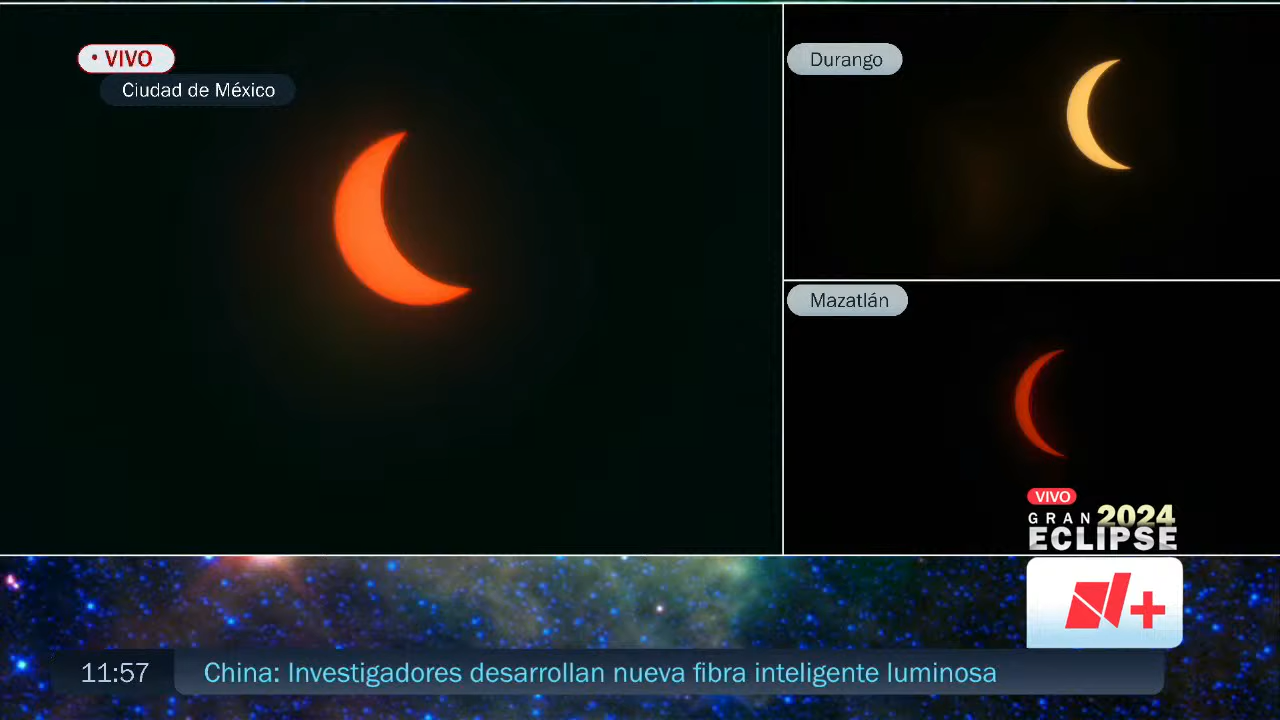 • VIVO
Ciudad de México
Durango
Mazatlán
VIVO
GRAN 2024
ECLIPSE
N+
11:57
China: Investigadores desarrollan nueva fibra inteligente luminosa